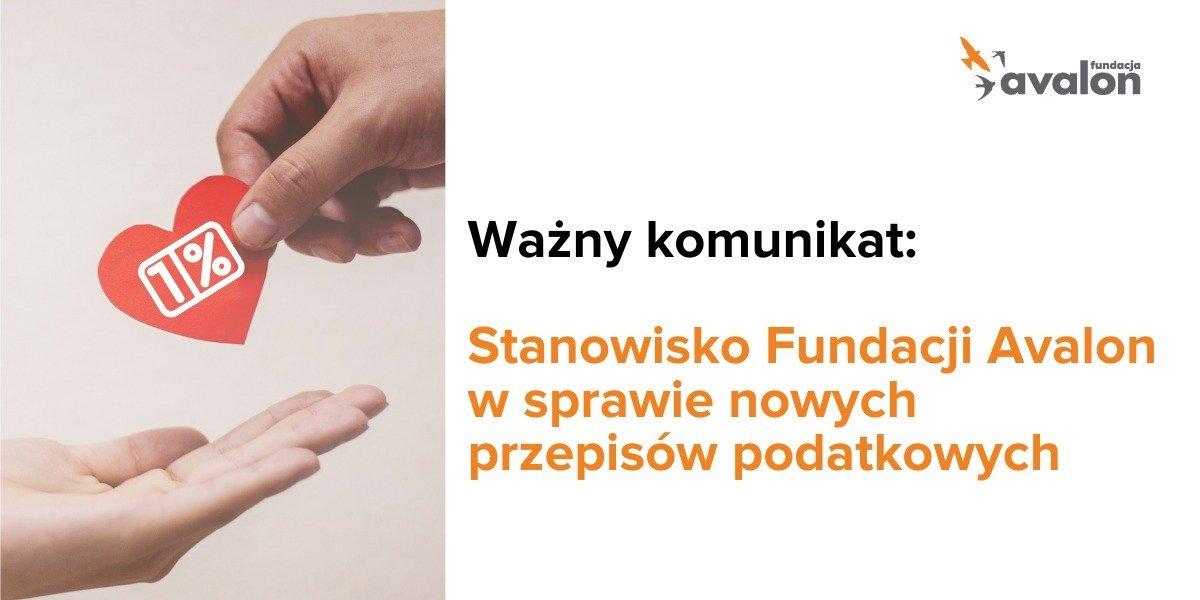 fundacja
avalon
1%
Ważny komunikat:
Stanowisko Fundacji Avalon
w sprawie nowych
przepisów podatkowych